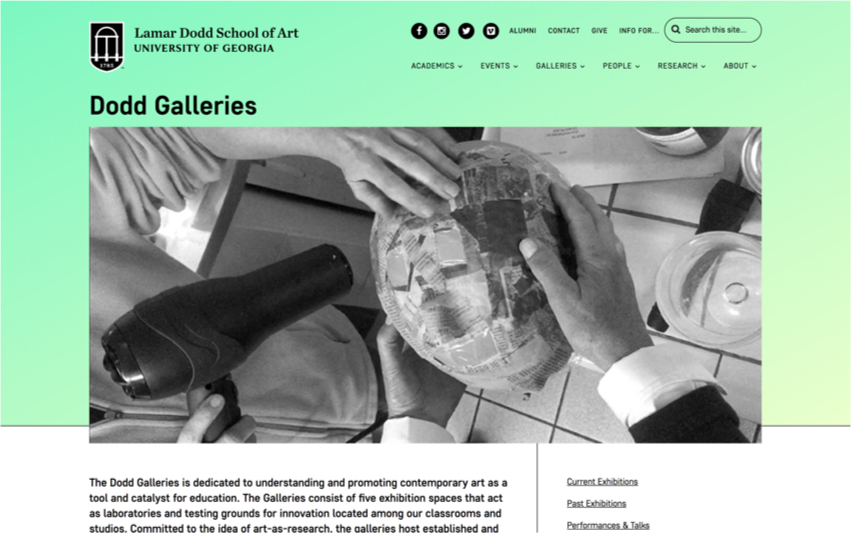 Lamar Dodd School of Art
UNIVERSITY OF GEORGIA
1785
ALUMNI CONTACT GIVE INFO FOR... Search this site...
ACADEMICS EVENTS GALLERIES PEOPLE RESEARCH ABOUT
Dodd Galleries
The Dodd Galleries is dedicated to understanding and promoting contemporary art as a
tool and catalyst for education. The Galleries consist of five exhibition spaces that act
as laboratories and testing grounds for innovation located among our classrooms and
studios. Committed to the idea of art-as-research, the galleries host established and
Current Exhibitions
Past Exhibitions
Performances & Talks